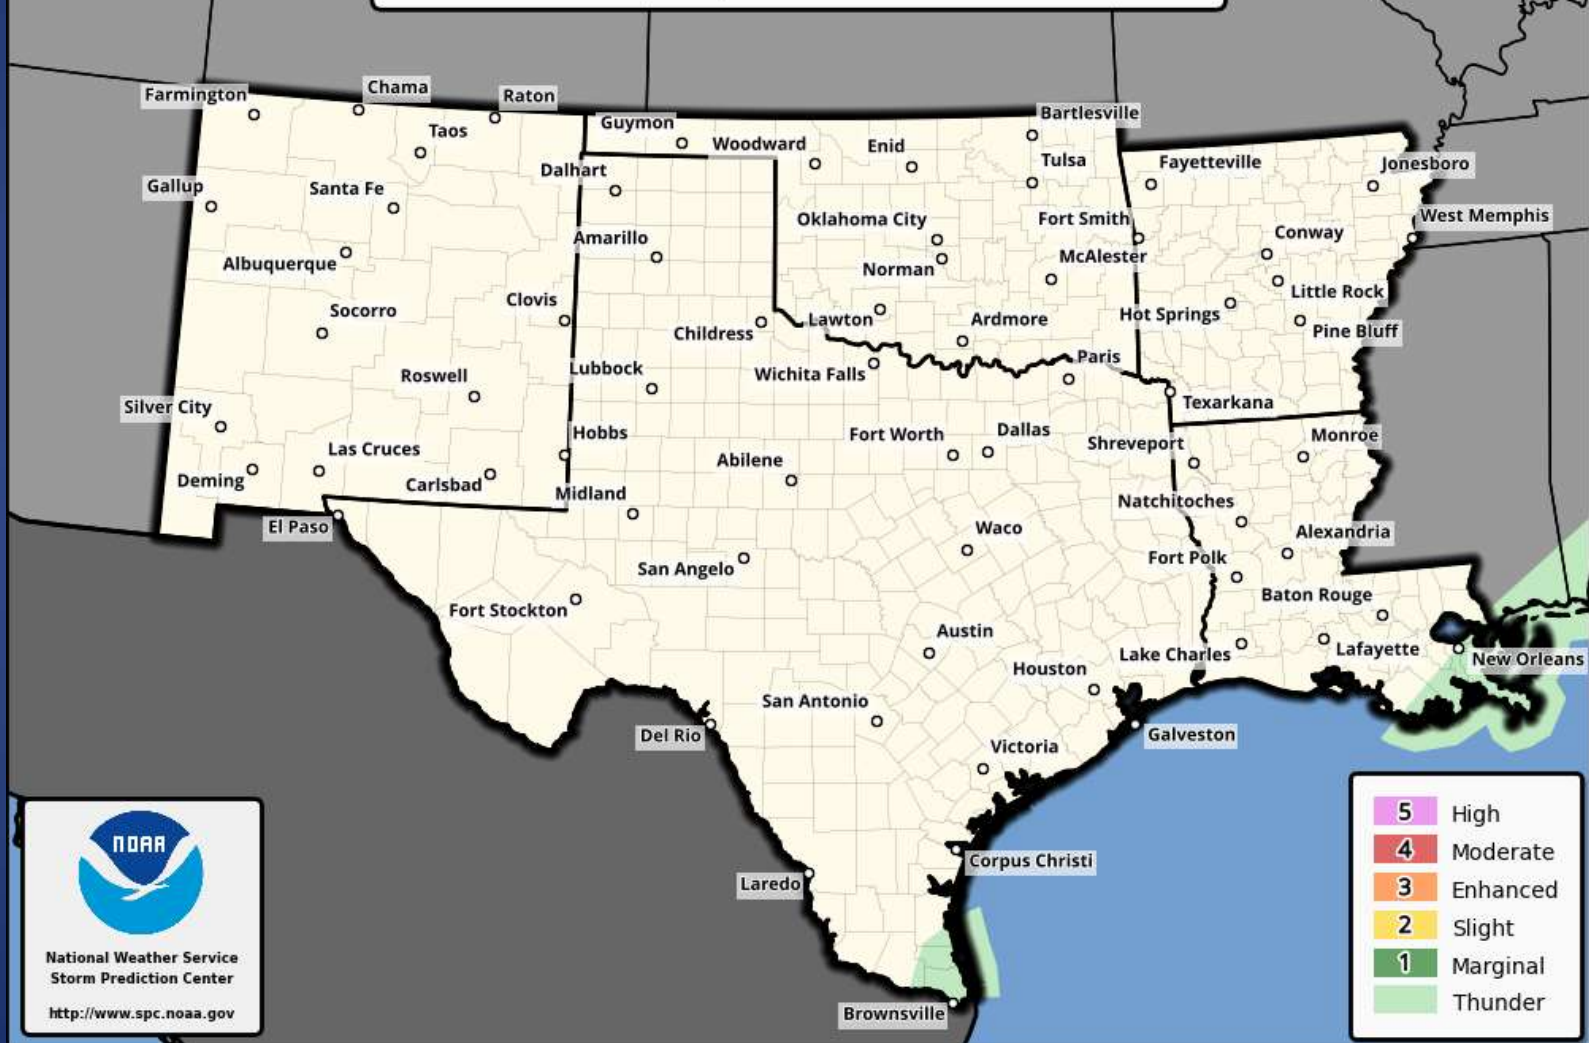 Farmington
Chama
Raton
Taos
Guymon
Woodward
Enid
Bartlesville
Tulsa
Fayetteville
Jonesboro
Gallup
Santa Fe
Dalhart
Oklahoma City
Fort Smith
West Memphis
Conway
Albuquerque
Amarillo
Norman
McAlester
Little Rock
Socorro
Clovis
Childress
Lawton
Ardmore
Hot Springs
Pine Bluff
Roswell
Lubbock
Wichita Falls
Paris
Texarkana
Silver City
Las Cruces
Hobbs
Fort Worth
Dallas
Shreveport
Monroe
Deming
Carlsbad
Midland
Abilene
Natchitoches
El Paso
Waco
Alexandria
San Angelo
Fort Polk
Fort Stockton
Baton Rouge
Austin
Houston
Lake Charles
Lafayette
New Orleans
San Antonio
Del Rio
Victoria
Galveston
Corpus Christi
Laredo
Brownsville
NOAA
National Weather Service
Storm Prediction Center
http://www.spc.noaa.gov
5 High
4 Moderate
3 Enhanced
2 Slight
1 Marginal
Thunder